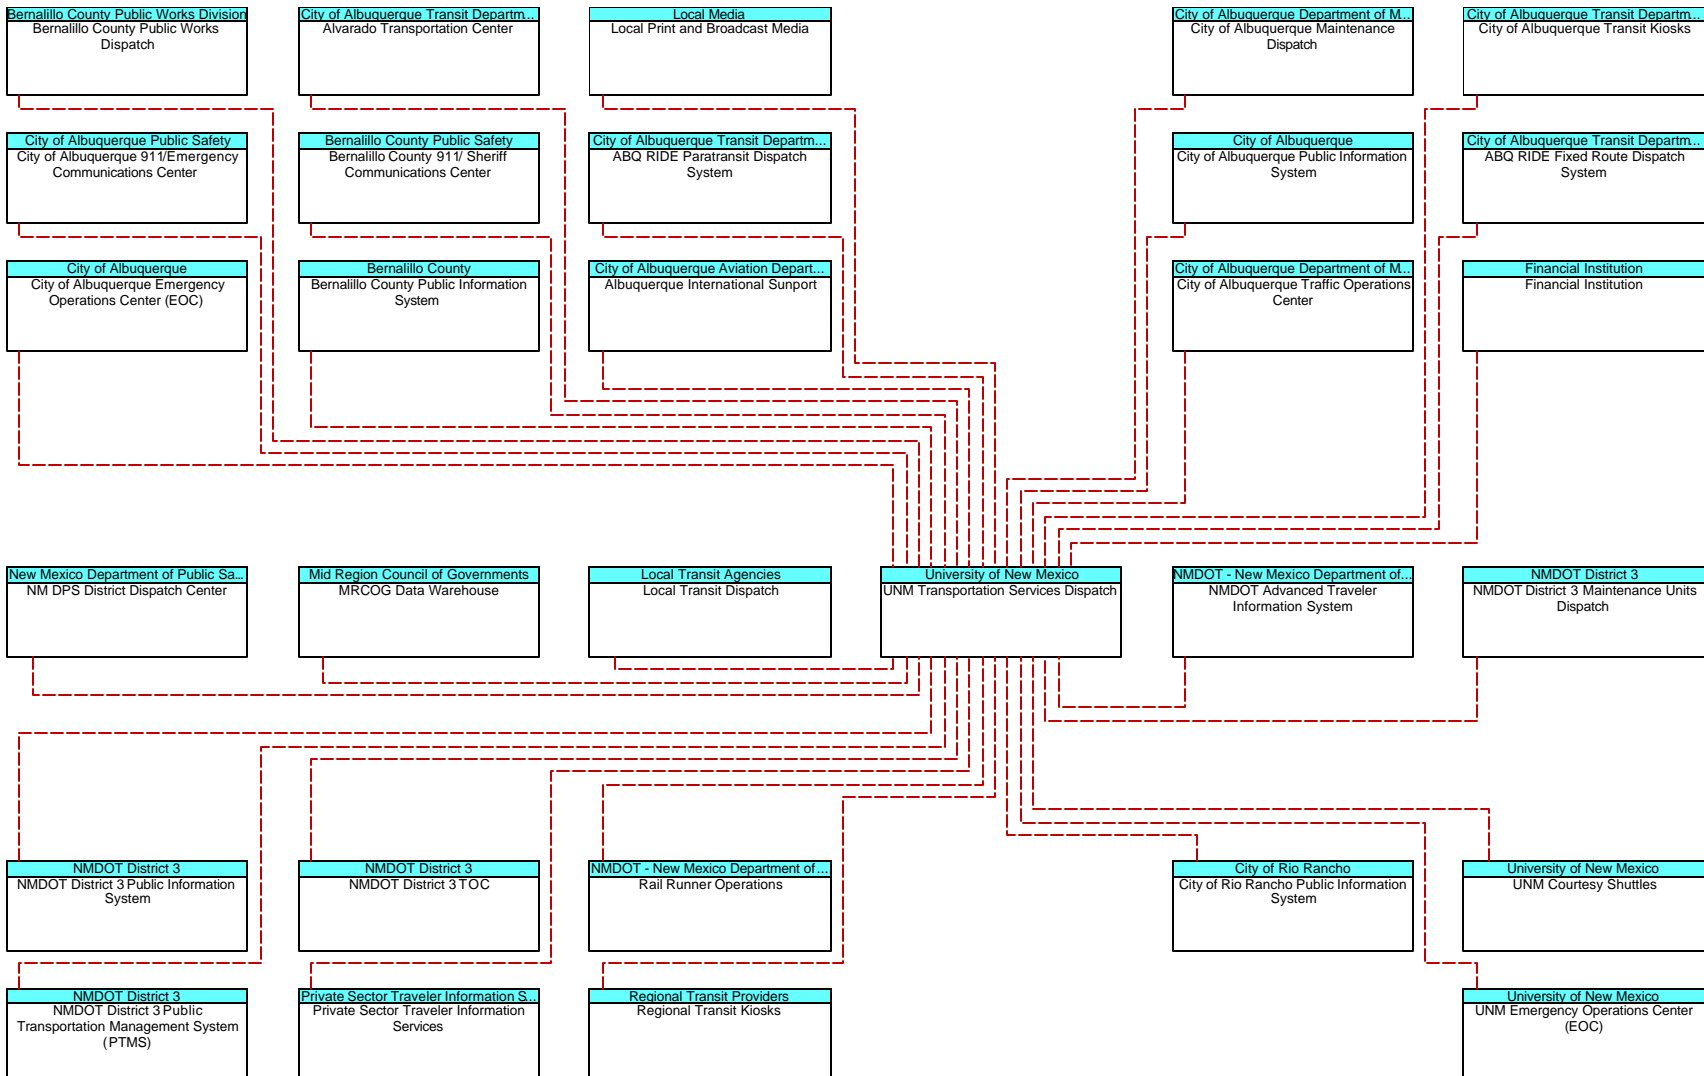 Bernalillo County Public Works Division
Bernalillo County Public Works
Dispatch
City of Albuquerque Transit Departm...
Alvarado Transportation Center
Local Media
Local Print and Broadcast Media
City of Albuquerque Department of M...
City of Albuquerque Maintenance
Dispatch
City of Albuquerque Transit Departm...
City of Albuquerque Transit Kiosks
City of Albuquerque Public Safety
City of Albuquerque 911/Emergency
Communications Center
Bernalillo County Public Safety
Bernalillo County 911/ Sheriff
Communications Center
City of Albuquerque Transit Departm...
ABQ RIDE Paratransit Dispatch
System
City of Albuquerque
City of Albuquerque Public Information
System
City of Albuquerque Transit Departm...
ABQ RIDE Fixed Route Dispatch
System
City of Albuquerque
City of Albuquerque Emergency
Operations Center (EOC)
Bernalillo County
Bernalillo County Public Information
System
City of Albuquerque Aviation Depart...
Albuquerque International Sunport
City of Albuquerque Department of M...
City of Albuquerque Traffic Operations
Center
Financial Institution
Financial Institution
New Mexico Department of Public Sa...
NM DPS District Dispatch Center
Mid Region Council of Governments
MRCOG Data Warehouse
Local Transit Agencies
Local Transit Dispatch
University of New Mexico
UNM Transportation Services Dispatch
NMDOT - New Mexico Department of...
NMDOT Advanced Traveler
Information System
NMDOT District 3
NMDOT District 3 Maintenance Units
Dispatch
NMDOT District 3
NMDOT District 3 Public Information
System
NMDOT District 3
NMDOT District 3 TOC
NMDOT - New Mexico Department of...
Rail Runner Operations
City of Rio Rancho
City of Rio Rancho Public Information
System
University of New Mexico
UNM Courtesy Shuttles
NMDOT District 3
NMDOT District 3 Public
Transportation Management System
(PTMS)
Private Sector Traveler Information S...
Private Sector Traveler Information
Services
Regional Transit Providers
Regional Transit Kiosks
University of New Mexico
UNM Emergency Operations Center
(EOC)